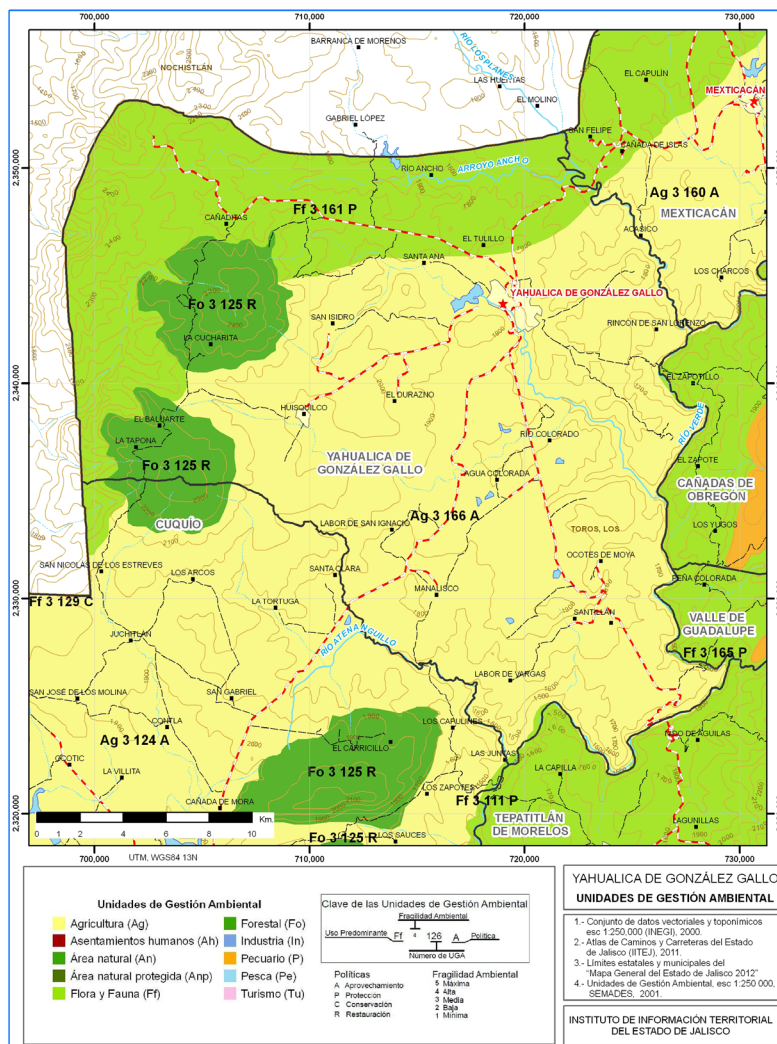 700,000
710,000
720,000
730,000
BARRANCA DE MORENOS
NOCHISTLÁN
RÍO LOS PLANES
LAS HUERTAS
EL MOLINO
EL CAPULÍN
MEXTICACÁN
GABRIEL LÓPEZ
SAN FELIPE
CAÑADA DE ISLAS
2,350,000
RÍO ANCHO
ARROYO ANCHO
Ag 3 160 A
MEXTICACÁN
Ff 3 161 P
CAÑADITAS
ACASICO
EL TULILLO
SANTA ANA
LOS CHARCOS
YAHUALICA DE GONZÁLEZ GALLO
Fo 3 125 R
SAN ISIDRO
RINCÓN DE SAN LORENZO
LA CUCHARITA
2,340,000
EL ZAPOTILLO
EL DURAZNO
HUISQUILCO
EL BALUARTE
RÍO COLORADO
RÍO VERDE
LA TAPONA
YAHUALICA DE
GONZÁLEZ GALLO
Fo 3 125 R
EL ZAPOTE
AGUA COLORADA
CAÑADAS DE
OBREGÓN
Ag 3 166 A
CUQUÍO
LABOR DE SAN IGNACIO
TOROS, LOS
LOS YUGOS
OCOTES DE MOYA
SAN NICOLÁS DE LOS ESTREVES
LOS ARCOS
SANTA CLARA
PEÑA COLORADA
MANALISCO
2,330,000
Ff 3 129 C
LA TORTUGA
SANTILLÁN
VALLE DE
GUADALUPE
JUCHITLÁN
RÍO ATENANGUILLO
Ff 3 165 P
LABOR DE VARGAS
SAN JOSÉ DE LOS MOLINA
SAN GABRIEL
CONTLA
LOS CAPULINES
NIDO DE AGUILAS
Ag 3 124 A
EL CARRICILLO
OCOTIC
LAS JUNTAS
LA VILLITA
Fo 3 125 R
LA CAPILLA
LOS ZAPOTES
Ff 3 111 P
CAÑADA DE MORA
2,320,000
TEPATITLÁN
DE MORELOS
LAGUNILLAS
Km.
0 1 2 4 6 8 10
Fo 3 125 R
LOS SAUCES
UTM, WGS84 13N
700,000
710,000
720,000
730,000
Unidades de Gestión Ambiental
Agricultura (Ag)
Asentamientos humanos (Ah)
Área natural (An)
Área natural protegida (Anp)
Flora y Fauna (Ff)
Forestal (Fo)
Industria (In)
Pecuario (P)
Pesca (Pe)
Turismo (Tu)
Clave de las Unidades de Gestión Ambiental
Fragilidad Ambiental
Uso Predominante Ff 4 126 A Política
Número de UGA
Políticas
A Aprovechamiento
P Protección
C Conservación
R Restauración
Fragilidad Ambiental
5 Máxima
4 Alta
3 Media
2 Baja
1 Mínima
YAHUALICA DE GONZÁLEZ GALLO
UNIDADES DE GESTIÓN AMBIENTAL
1.- Conjunto de datos vectoriales y toponímicos
esc 1:250,000 (INEGI), 2000.
2.- Atlas de Caminos y Carreteras del Estado
de Jalisco (IITEJ), 2011.
3.- Límites estatales y municipales del
"Mapa General del Estado de Jalisco 2012"
4.- Unidades de Gestión Ambiental, esc 1:250 000,
SEMADES, 2001.
INSTITUTO DE INFORMACIÓN TERRITORIAL
DEL ESTADO DE JALISCO